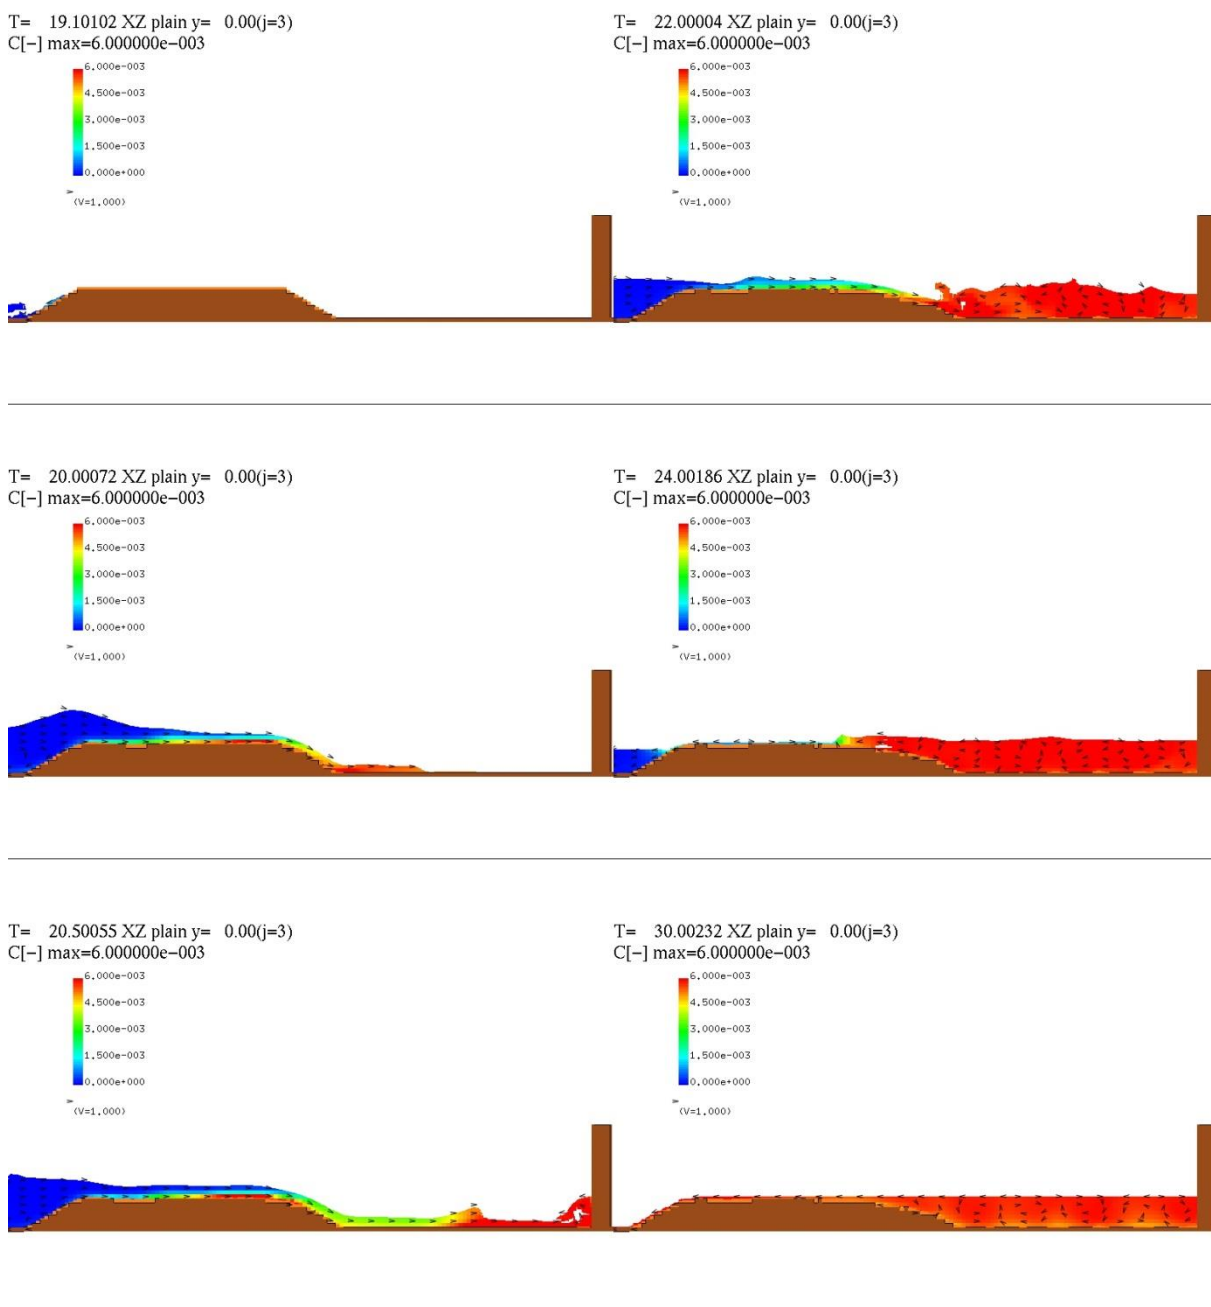 T= 19.10102 XZ plain y= 0.00(j=3)
C[−] max=6.000000e−003
6.000e-003
4.500e-003
3.000e-003
1.500e-003
0.000e+000
(V=1.000)
T= 22.00004 XZ plain y= 0.00(j=3)
C[−] max=6.000000e−003
6.000e-003
4.500e-003
3.000e-003
1.500e-003
0.000e+000
(V=1.000)
T= 20.00072 XZ plain y= 0.00(j=3)
C[−] max=6.000000e−003
6.000e-003
4.500e-003
3.000e-003
1.500e-003
0.000e+000
(V=1.000)
T= 24.00186 XZ plain y= 0.00(j=3)
C[−] max=6.000000e−003
6.000e-003
4.500e-003
3.000e-003
1.500e-003
0.000e+000
(V=1.000)
T= 20.50055 XZ plain y= 0.00(j=3)
C[−] max=6.000000e−003
6.000e-003
4.500e-003
3.000e-003
1.500e-003
0.000e+000
(V=1.000)
T= 30.00232 XZ plain y= 0.00(j=3)
C[−] max=6.000000e−003
6.000e-003
4.500e-003
3.000e-003
1.500e-003
0.000e+000
(V=1.000)